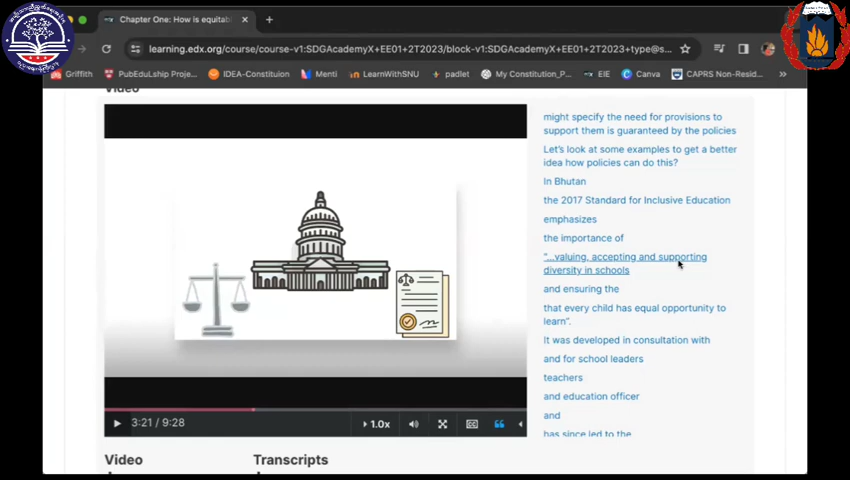 Chapter One: How is equitabl
learning.edx.org/course/course-v1:SDGAcademyX+EE01+2T2023/block-v1:SDGAcademyX+EE01+2T2023+type@s...
Griffith
PubEduLship Proje...
IDEA-Constituion
Menti
LearnWithSNU
padlet
My Constitution_P...
EIE
Canva
CAPRS Non-Resid...
»
Video
might specify the need for provisions to
support them is guaranteed by the policies
Let's look at some examples to get a better
idea how policies can do this?
In Bhutan
the 2017 Standard for Inclusive Education
emphasizes
the importance of
"...valuing, accepting and supporting
diversity in schools
and ensuring the
that every child has equal opportunity to
learn".
It was developed in consultation with
and for school leaders
teachers
and education officer
and
has since led to the
3:21 / 9:28
1.0x
Video
Transcripts